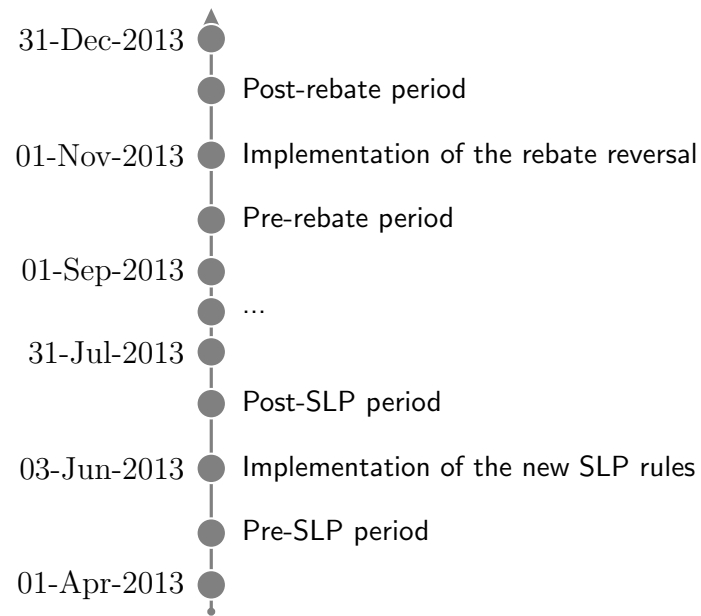 31-Dec-2013
Post-rebate period
01-Nov-2013 Implementation of the rebate reversal
Pre-rebate period
01-Sep-2013
...
31-Jul-2013
Post-SLP period
03-Jun-2013 Implementation of the new SLP rules
Pre-SLP period
01-Apr-2013